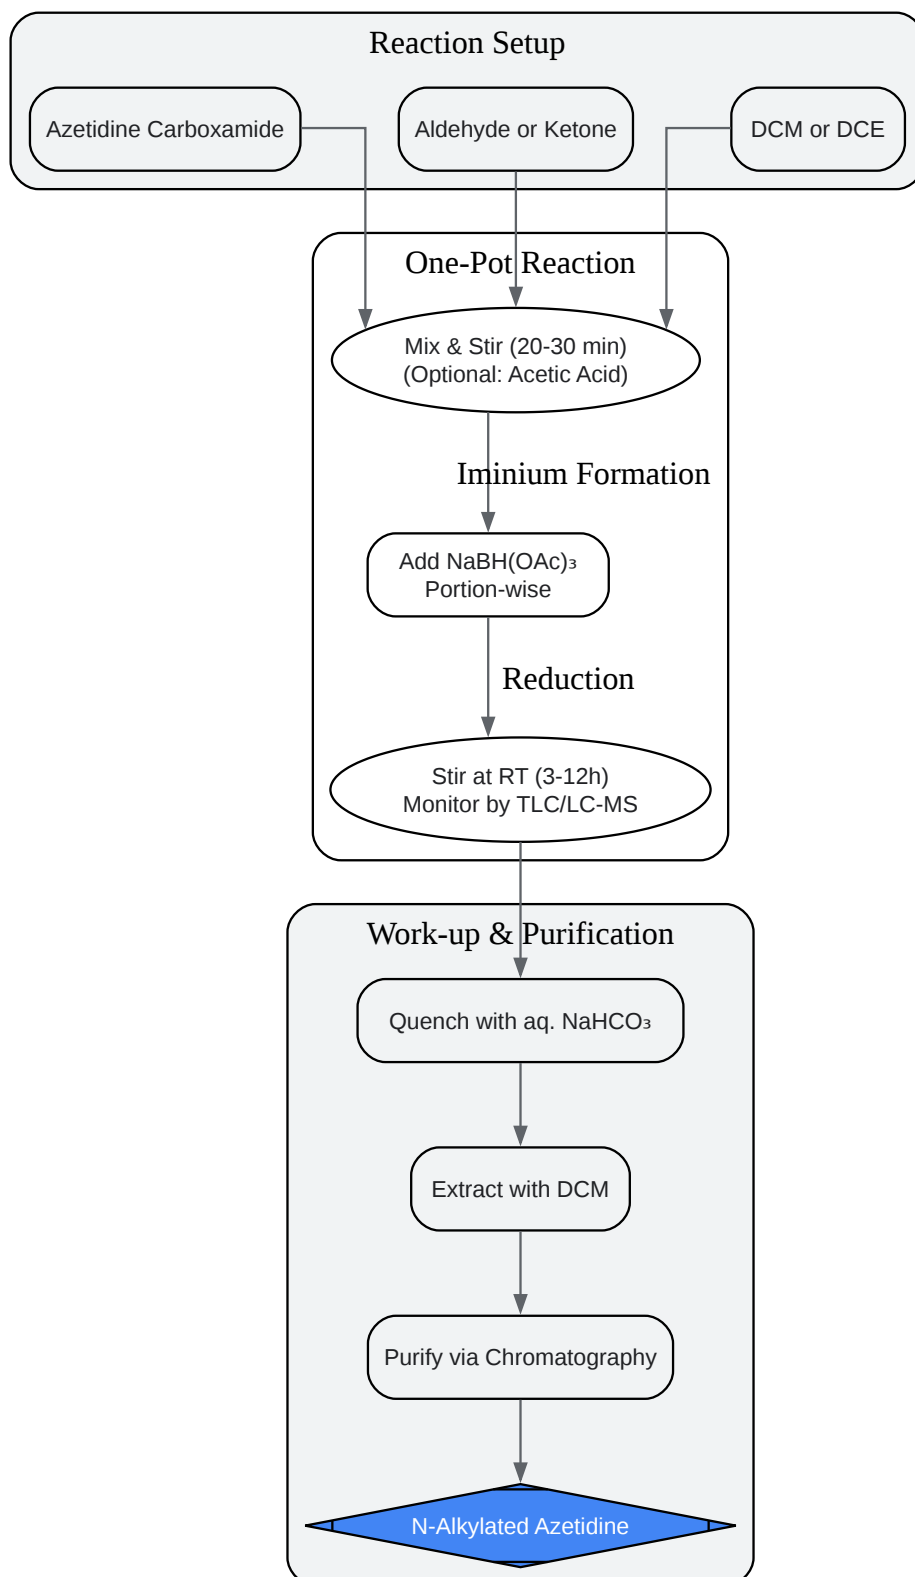 Reaction Setup
Azetidine Carboxamide
Aldehyde or Ketone
DCM or DCE
One-Pot Reaction
Mix & Stir (20-30 min)
(Optional: Acetic Acid)
Iminium Formation
Add NaBH(OAc)₃
Portion-wise
Reduction
Stir at RT (3-12h)
Monitor by TLC/LC-MS
Work-up & Purification
Quench with aq. NaHCO₃
Extract with DCM
Purify via Chromatography
N-Alkylated Azetidine